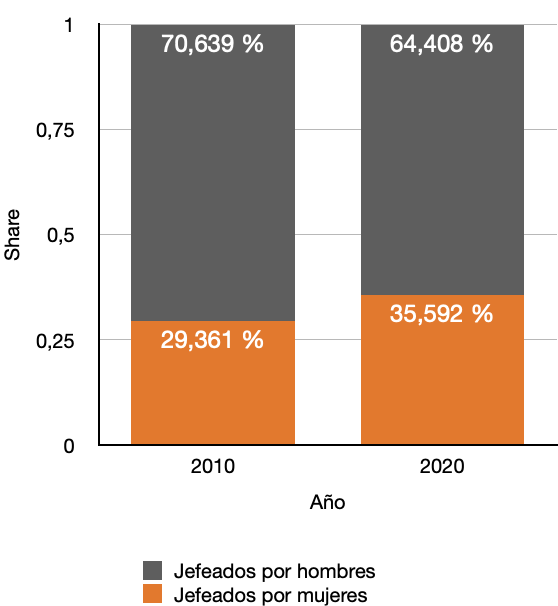 1
70,639 %
64,408 %
0,75
Share
0,5
35,592 %
0,25
29,361 %
0
2010
2020
Año
Jefeados por hombres
Jefeados por mujeres